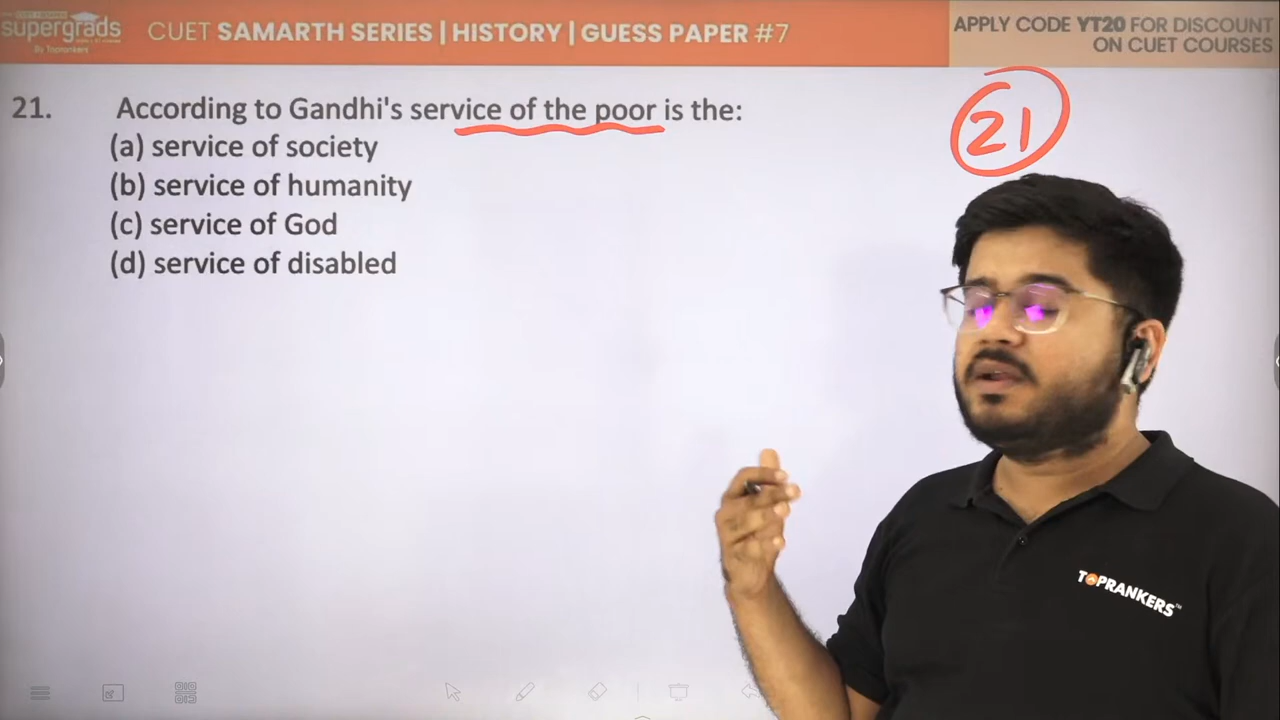 supergrads
By Toprankers
CUET SAMARTH SERIES | HISTORY | GUESS PAPER #7
APPLY CODE YT20 FOR DISCOUNT
ON CUET COURSES
21. According to Gandhi's service of the poor is the:
(a) service of society
(b) service of humanity
(c) service of God
(d) service of disabled
21
TOPRANKERS